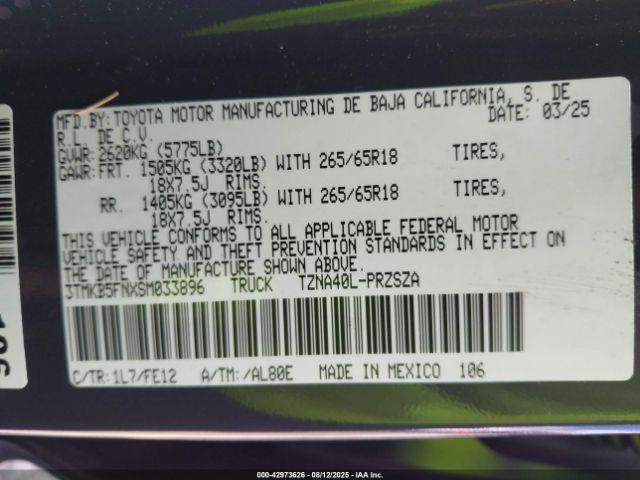 MFD.BY:TOYOTA MOTOR MANUFACTURING DE BAJA CALIFORNIA, S. DE
R.L. DE C.V. DATE: 03/25
GVWR:2620KG (5775LB)
GAWR:FRT. 1505KG (3320LB) WITH 265/65R18 TIRES,
18X7.5J RIMS.
RR. 1405KG (3095LB) WITH 265/65R18 TIRES,
18X7.5J RIMS.
THIS VEHICLE CONFORMS TO ALL APPLICABLE FEDERAL MOTOR
VEHICLE SAFETY AND THEFT PREVENTION STANDARDS IN EFFECT ON
THE DATE OF MANUFACTURE SHOWN ABOVE.
3TMKB5FNXSM033896 TRUCK TZNA40L-PRZSZA
C/TR:1L7/FE12 A/TM:/AL80E MADE IN MEXICO 106
000-42973626 - 08/12/2025 - IAAI.COM